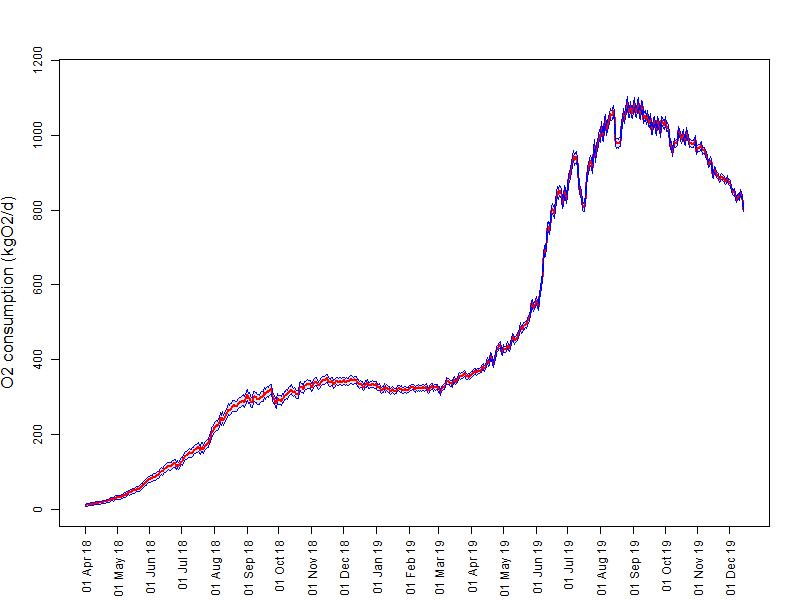 O2 consumption (kgO2/d)
1200
1000
800
600
400
200
0
01 Apr 18
01 May 18
01 Jun 18
01 Jul 18
01 Aug 18
01 Sep 18
01 Oct 18
01 Nov 18
01 Dec 18
01 Jan 19
01 Feb 19
01 Mar 19
01 Apr 19
01 May 19
01 Jun 19
01 Jul 19
01 Aug 19
01 Sep 19
01 Oct 19
01 Nov 19
01 Dec 19